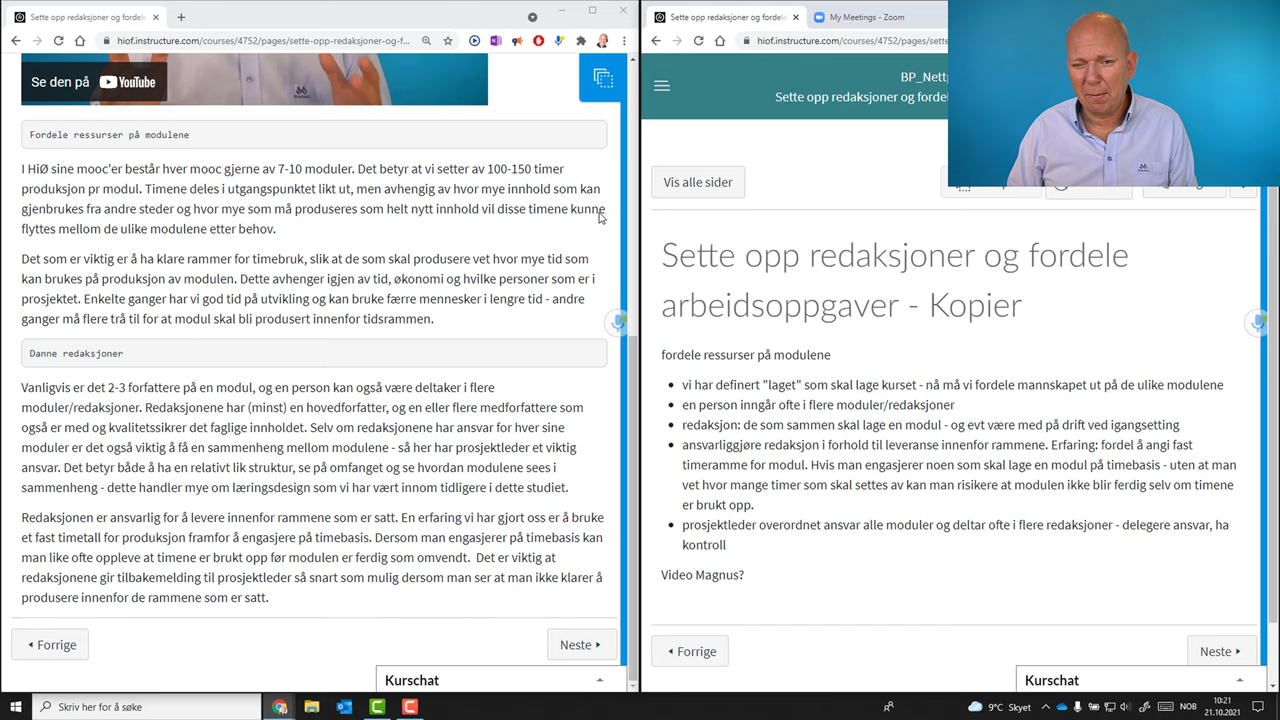 Sette opp redaksjoner og fordele
hiof.instructure.com/courses/4752/pages/sette-opp-redaksjoner-og-f...
Se den på YouTube
Fordele ressurser på modulene
I HiØ sine mooc'er består hver mooc gjerne av 7-10 moduler. Det betyr at vi setter av 100-150 timer
produksjon pr modul. Timene deles i utgangspunktet likt ut, men avhengig av hvor mye innhold som kan
gjenbrukes fra andre steder og hvor mye som må produseres som helt nytt innhold vil disse timene kunne
flyttes mellom de ulike modulene etter behov.
Det som er viktig er å ha klare rammer for timebruk, slik at de som skal produsere vet hvor mye tid som
kan brukes på produksjon av modulen. Dette avhenger igjen av tid, økonomi og hvilke personer som er i
prosjektet. Enkelte ganger har vi god tid på utvikling og kan bruke færre mennesker i lengre tid - andre
ganger må flere trå til for at modul skal bli produsert innenfor tidsrammen.
Danne redaksjoner
Vanligvis er det 2-3 forfattere på en modul, og en person kan også være deltaker i flere
moduler/redaksjoner. Redaksjonene har (minst) en hovedforfatter, og en eller flere medforfattere som
også er med og kvalitetssikrer det faglige innholdet. Selv om redaksjonene har ansvar for hver sine
moduler er det også viktig å få en sammenheng mellom modulene - så her har prosjektleder et viktig
ansvar. Det betyr både å ha en relativt lik struktur, se på omfanget og se hvordan modulene sees i
sammenheng - dette handler mye om læringsdesign som vi har vært innom tidligere i dette studiet.
Redaksjonen er ansvarlig for å levere innenfor rammene som er satt. En erfaring vi har gjort oss er å bruke
et fast timetall for produksjon framfor å engasjere på timebasis. Dersom man engasjerer på timebasis kan
man like ofte oppleve at timene er brukt opp før modulen er ferdig som omvendt. Det er viktig at
redaksjonene gir tilbakemelding til prosjektleder så snart som mulig dersom man ser at man ikke klarer å
produsere innenfor de rammene som er satt.
Forrige
Neste
Kurschat
Sette opp redaksjoner og fordele
My Meetings - Zoom
hiof.instructure.com/courses/4752/pages/sette
BP_Nettp
Sette opp redaksjoner og fordel
Vis alle sider
Sette opp redaksjoner og fordele
arbeidsoppgaver - Kopier
fordele ressurser på modulene
vi har definert "laget" som skal lage kurset - nå må vi fordele mannskapet ut på de ulike modulene
en person inngår ofte i flere moduler/redaksjoner
redaksjon: de som sammen skal lage en modul - og evt være med på drift ved igangsetting
ansvarliggjøre redaksjon i forhold til leveranse innenfor rammene. Erfaring: fordel å angi fast
timeramme for modul. Hvis man engasjerer noen som skal lage en modul på timebasis - uten at man
vet hvor mange timer som skal settes av kan man risikere at modulen ikke blir ferdig selv om timene
er brukt opp.
prosjektleder overordnet ansvar alle moduler og deltar ofte i flere redaksjoner - delegere ansvar, ha
kontroll
Video Magnus?
Forrige
Neste
Kurschat
Skriv her for å søke
9°C Skyet
NOB
10:21
21.10.2021